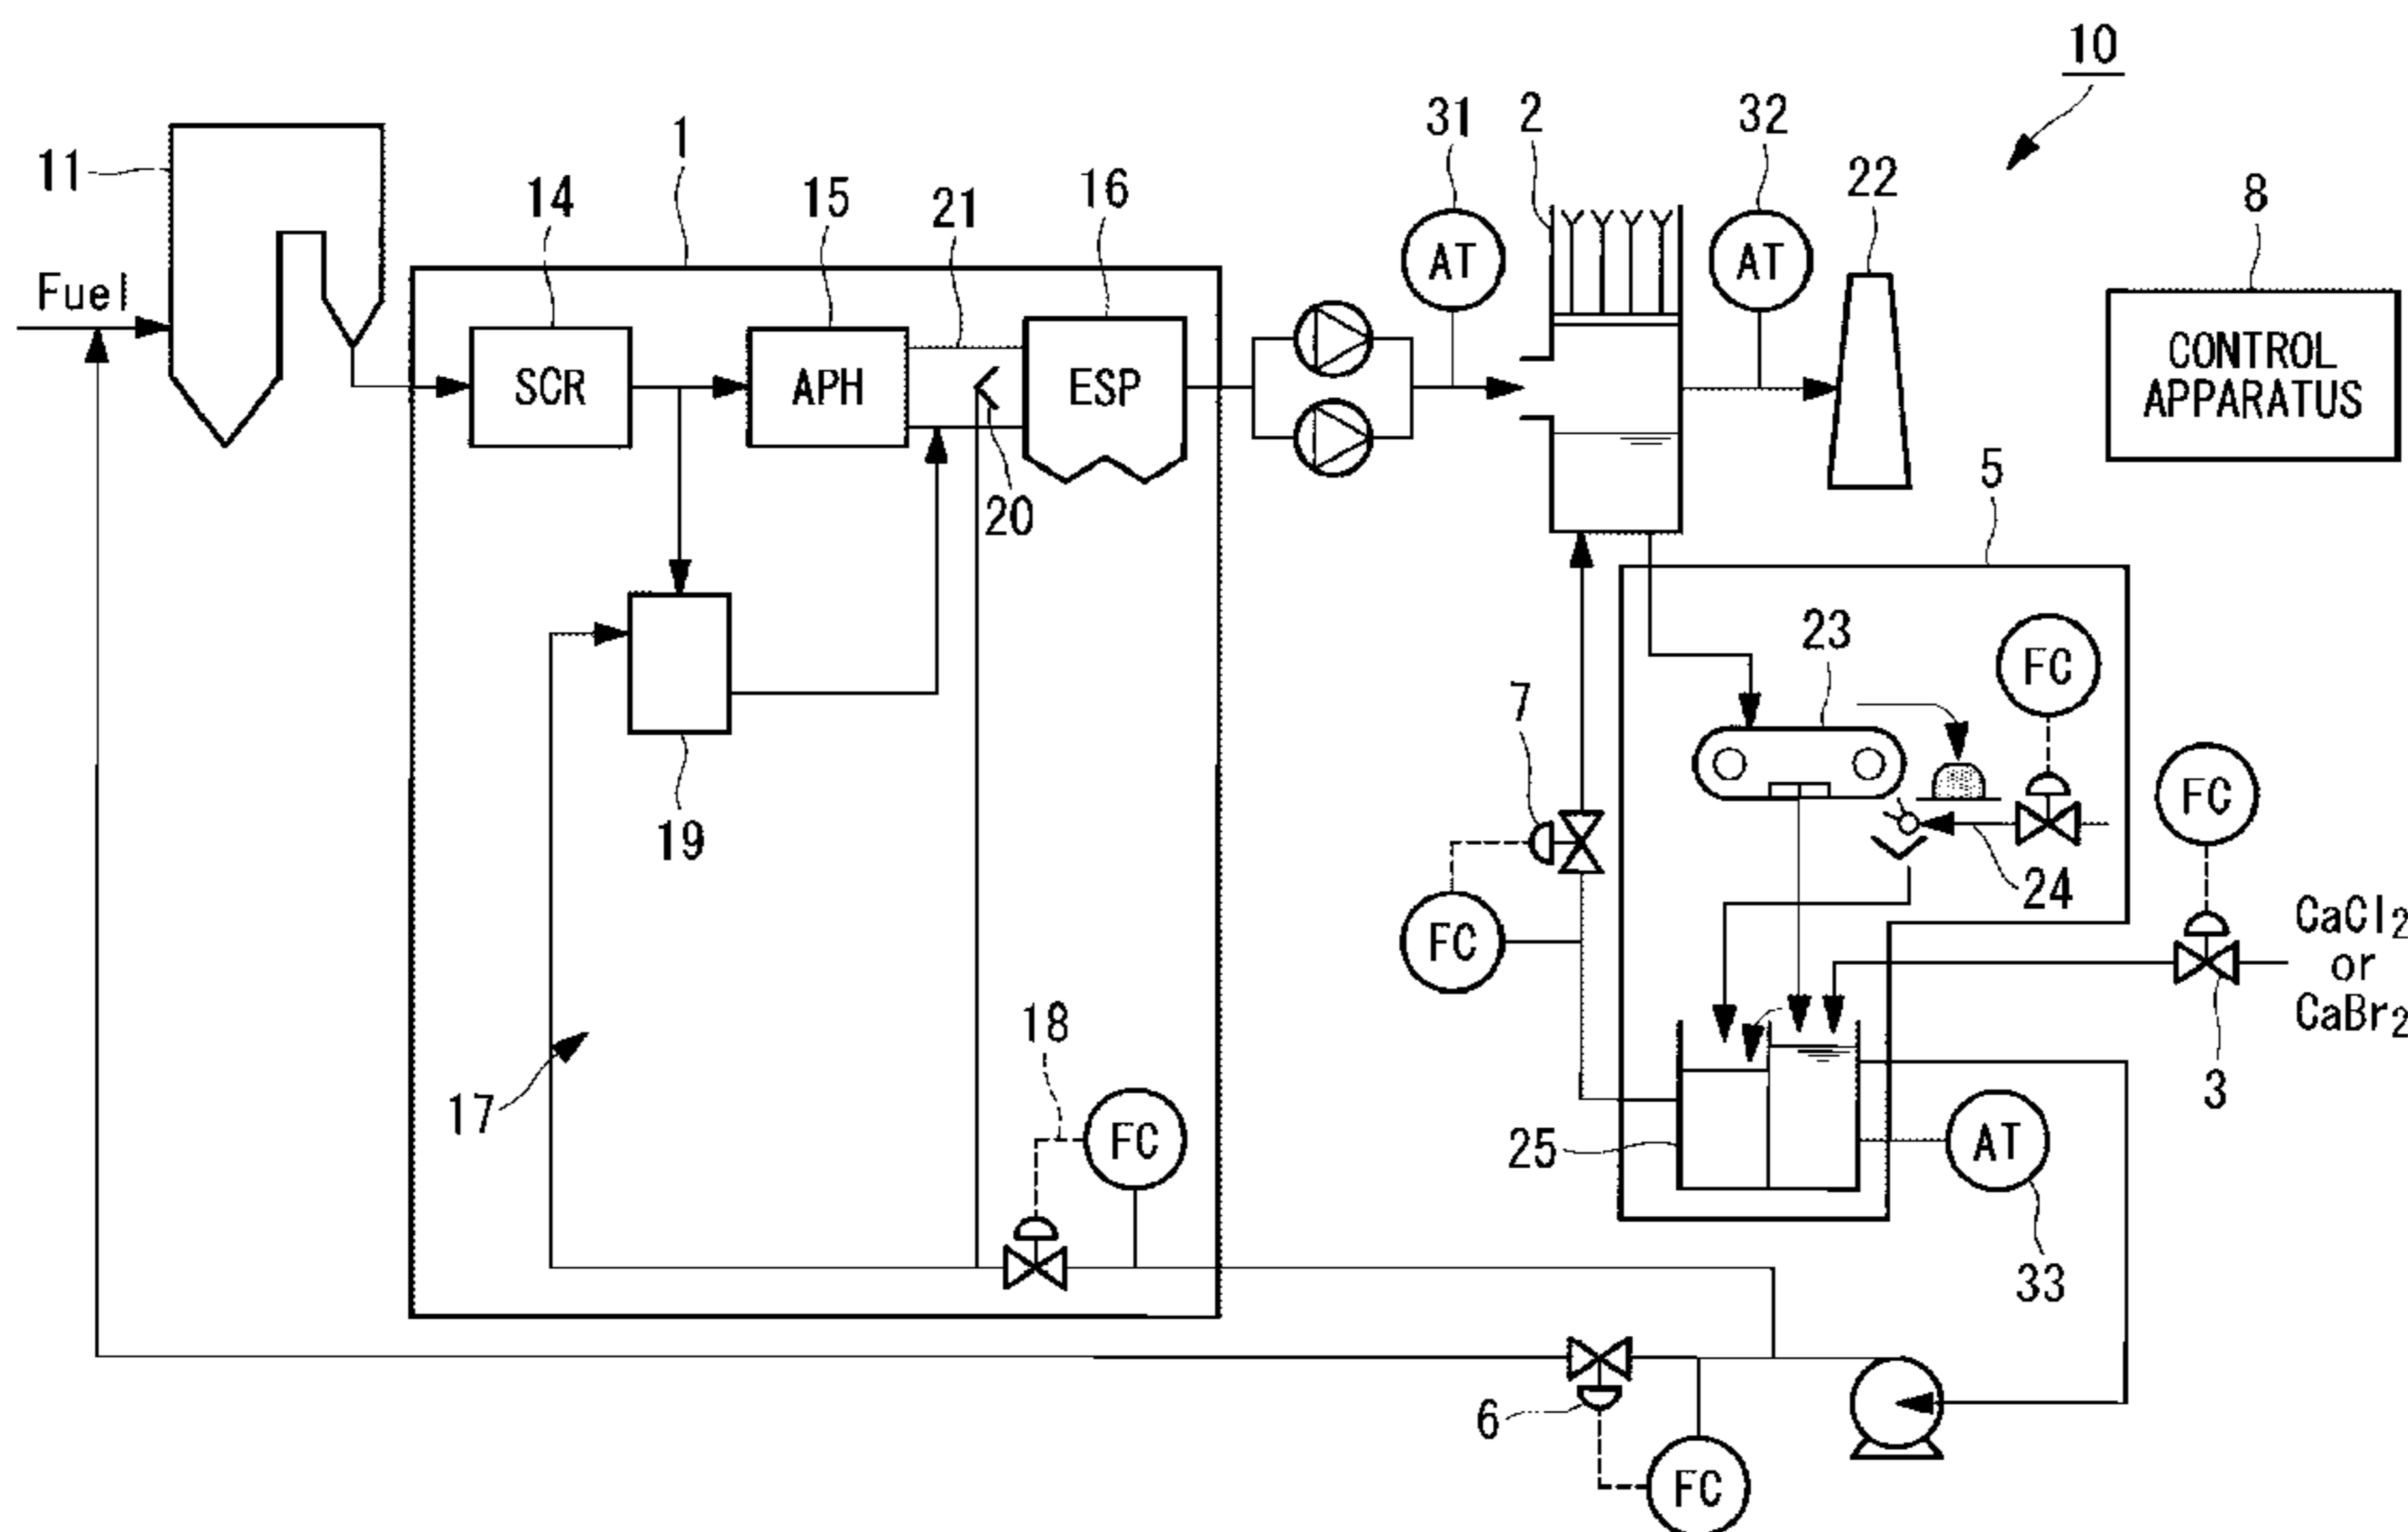 10
31
2
32
1
11
22
8
14
15
21
16
AT
AT
Fuel
CONTROL
APPARATUS
SCR
APH
ESP
5
20
23
FC
7
FC
19
24
CaCl2
FC
or
CaBr2
18
3
17
FC
25
AT
33
6
FC